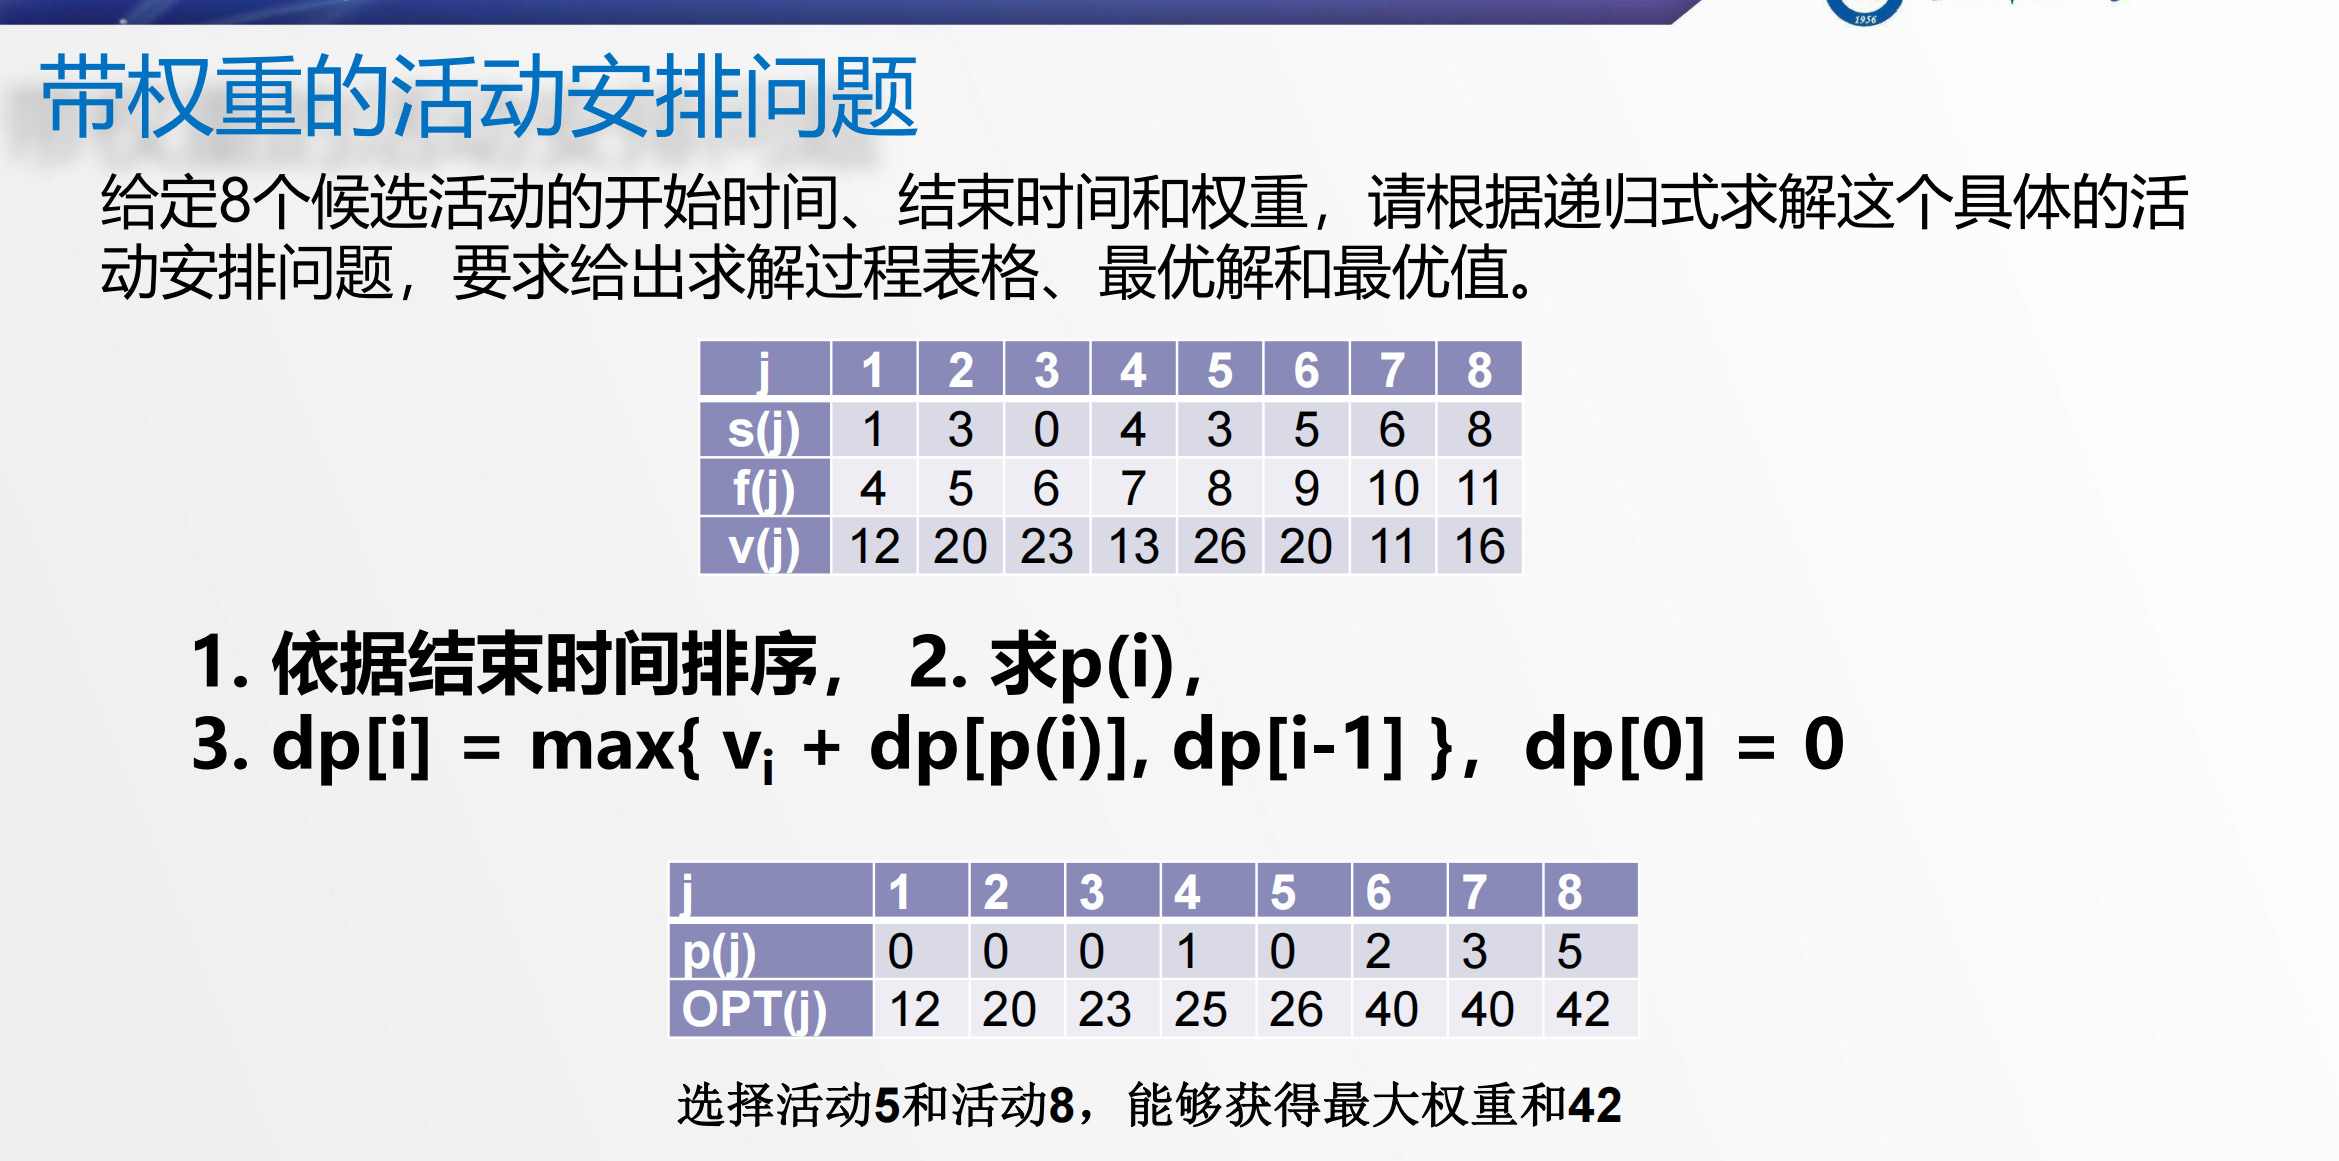 1956
带权重的活动安排问题
给定8个候选活动的开始时间、结束时间和权重，请根据递归式求解这个具体的活
动安排问题，要求给出求解过程表格、最优解和最优值。
j 1 2 3 4 5 6 7 8
s(j) 1 3 0 4 3 5 6 8
f(j) 4 5 6 7 8 9 10 11
v(j) 12 20 23 13 26 20 11 16
1. 依据结束时间排序， 2. 求p(i)，
3. dp[i] = max{ vᵢ + dp[p(i)], dp[i-1] }，dp[0] = 0
j 1 2 3 4 5 6 7 8
p(j) 0 0 0 1 0 2 3 5
OPT(j) 12 20 23 25 26 40 40 42
选择活动5和活动8，能够获得最大权重和42